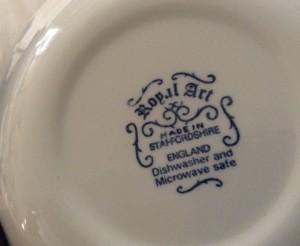 Royal Art
MADE IN
STAFFORDSHIRE
ENGLAND
Dishwasher and
Microwave safe